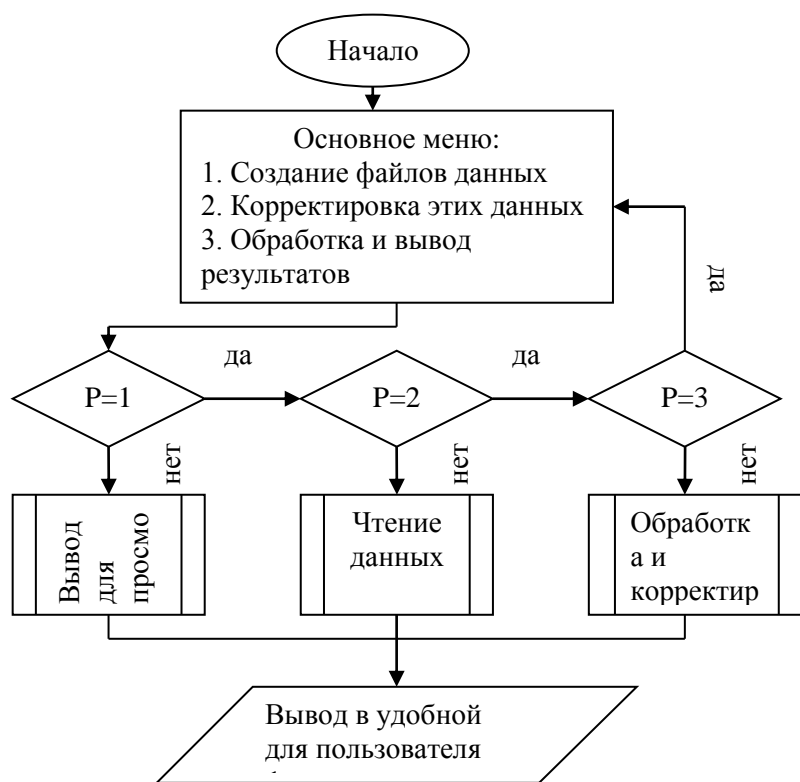 Начало
Основное меню:
1. Создание файлов данных
2. Корректировка этих данных
3. Обработка и вывод
результатов
да
да
да
P=1
P=2
P=3
нет
нет
нет
Вывод
для
просмо
Чтение
данных
Обработк
а и
корректир
Вывод в удобной
для пользователя